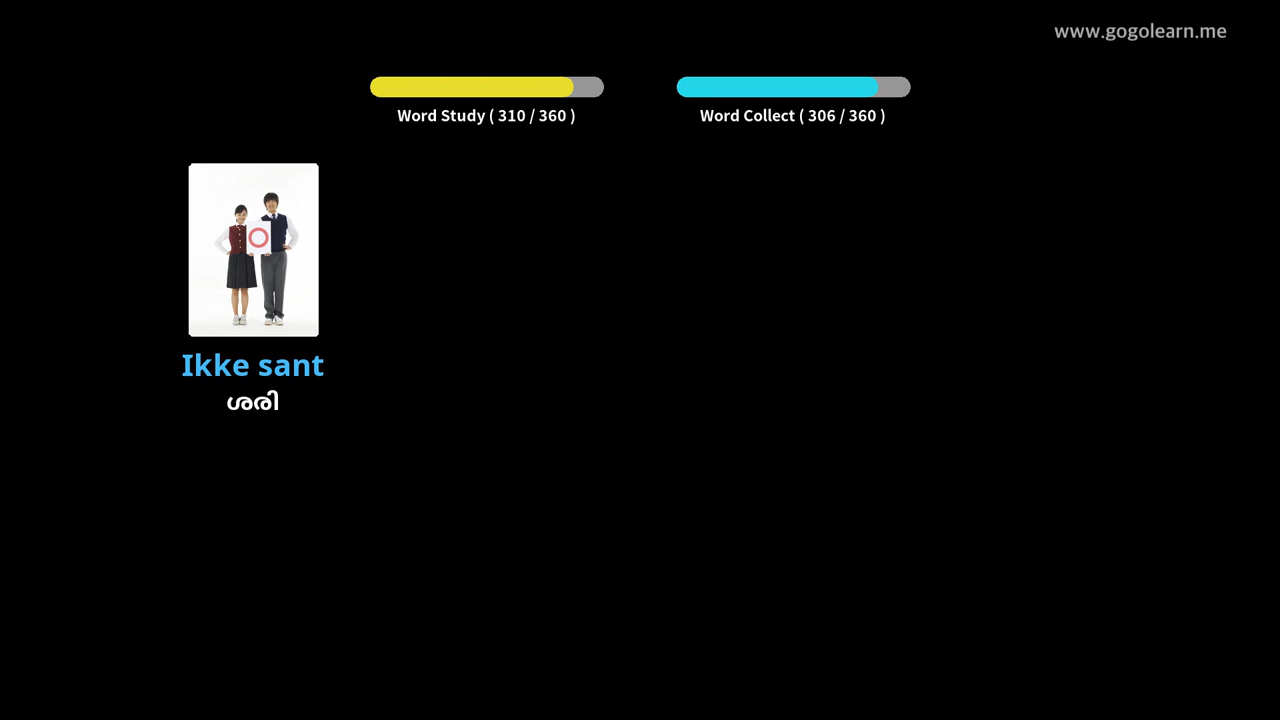 www.gogolearn.me
Word Study ( 310 / 360 )
Word Collect ( 306 / 360 )
Ikke sant
ശരി